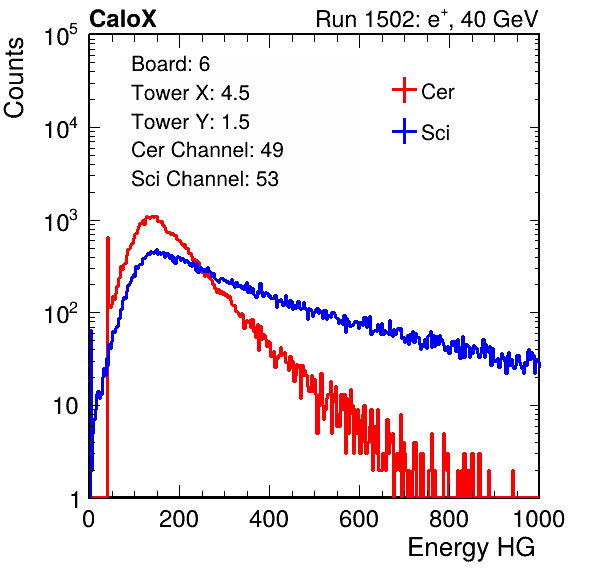 CaloX
Run 1502: e⁺, 40 GeV
Counts
10⁵
10⁴
10³
10²
10
1
Board: 6
Tower X: 4.5
Tower Y: 1.5
Cer Channel: 49
Sci Channel: 53
Cer
Sci
0 200 400 600 800 1000
Energy HG